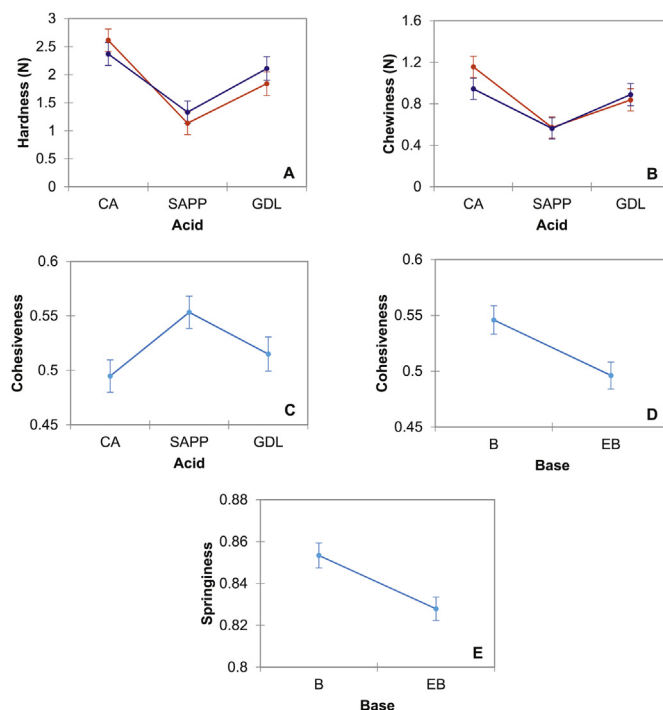 3
2.5
2
1.5
1
0.5
0
Hardness (N)
CA SAPP GDL
Acid
A
1.6
1.2
0.8
0.4
0
Chewiness (N)
CA SAPP GDL
Acid
B
0.6
0.55
0.5
0.45
Cohesiveness
CA SAPP GDL
Acid
C
0.6
0.55
0.5
0.45
Cohesiveness
B EB
Base
D
0.88
0.86
0.84
0.82
0.8
Springiness
B EB
Base
E